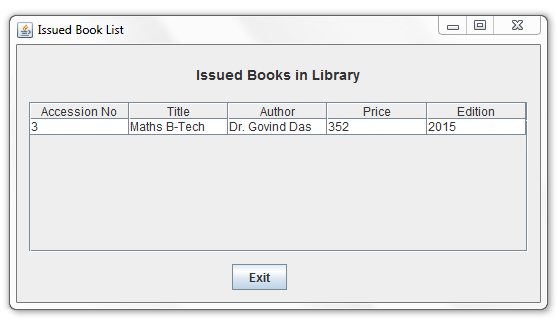 Issued Book List
Issued Books in Library
Accession No Title Author Price Edition
3 Maths B-Tech Dr. Govind Das 352 2015
Exit